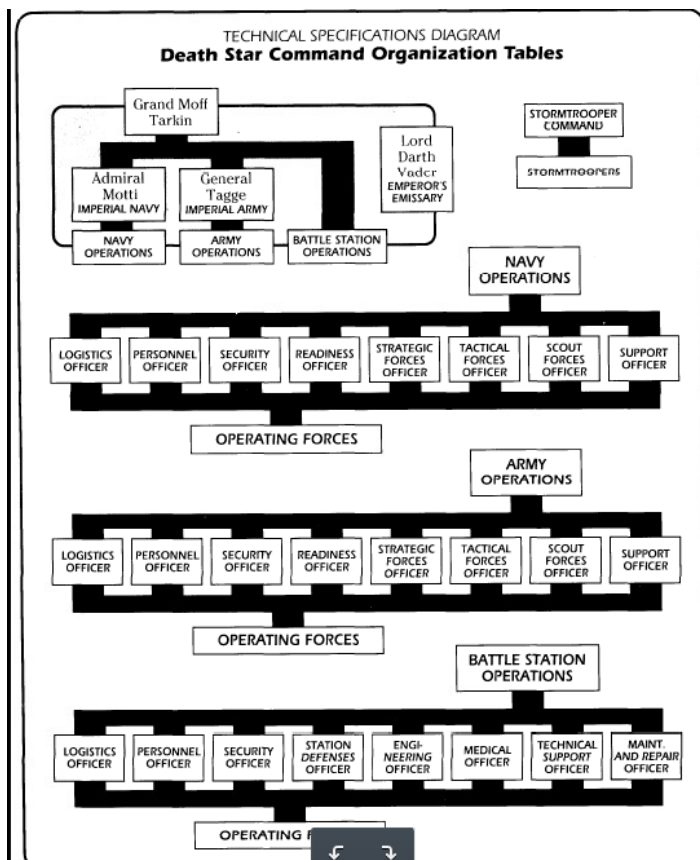 TECHNICAL SPECIFICATIONS DIAGRAM
Death Star Command Organization Tables
Grand Moff
Tarkin
Admiral
Motti
IMPERIAL NAVY
General
Tagge
IMPERIAL ARMY
Lord
Darth
Vader
EMPEROR'S
EMISSARY
STORMTROOPER
COMMAND
STORMTROOPERS
NAVY
OPERATIONS
ARMY
OPERATIONS
BATTLE STATION
OPERATIONS
NAVY
OPERATIONS
LOGISTICS
OFFICER
PERSONNEL
OFFICER
SECURITY
OFFICER
READINESS
OFFICER
STRATEGIC
FORCES
OFFICER
TACTICAL
FORCES
OFFICER
SCOUT
FORCES
OFFICER
SUPPORT
OFFICER
OPERATING FORCES
ARMY
OPERATIONS
LOGISTICS
OFFICER
PERSONNEL
OFFICER
SECURITY
OFFICER
READINESS
OFFICER
STRATEGIC
FORCES
OFFICER
TACTICAL
FORCES
OFFICER
SCOUT
FORCES
OFFICER
SUPPORT
OFFICER
OPERATING FORCES
BATTLE STATION
OPERATIONS
LOGISTICS
OFFICER
PERSONNEL
OFFICER
SECURITY
OFFICER
STATION
DEFENSES
OFFICER
ENGI-
NEERING
OFFICER
MEDICAL
OFFICER
TECHNICAL
SUPPORT
OFFICER
MAINT.
AND REPAIR
OFFICER
OPERATING